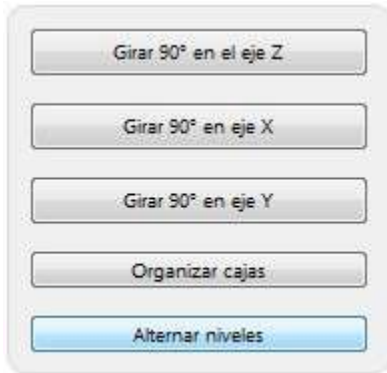 Girar 90° en el eje Z
Girar 90° en eje X
Girar 90° en eje Y
Organizar cajas
Alternar niveles